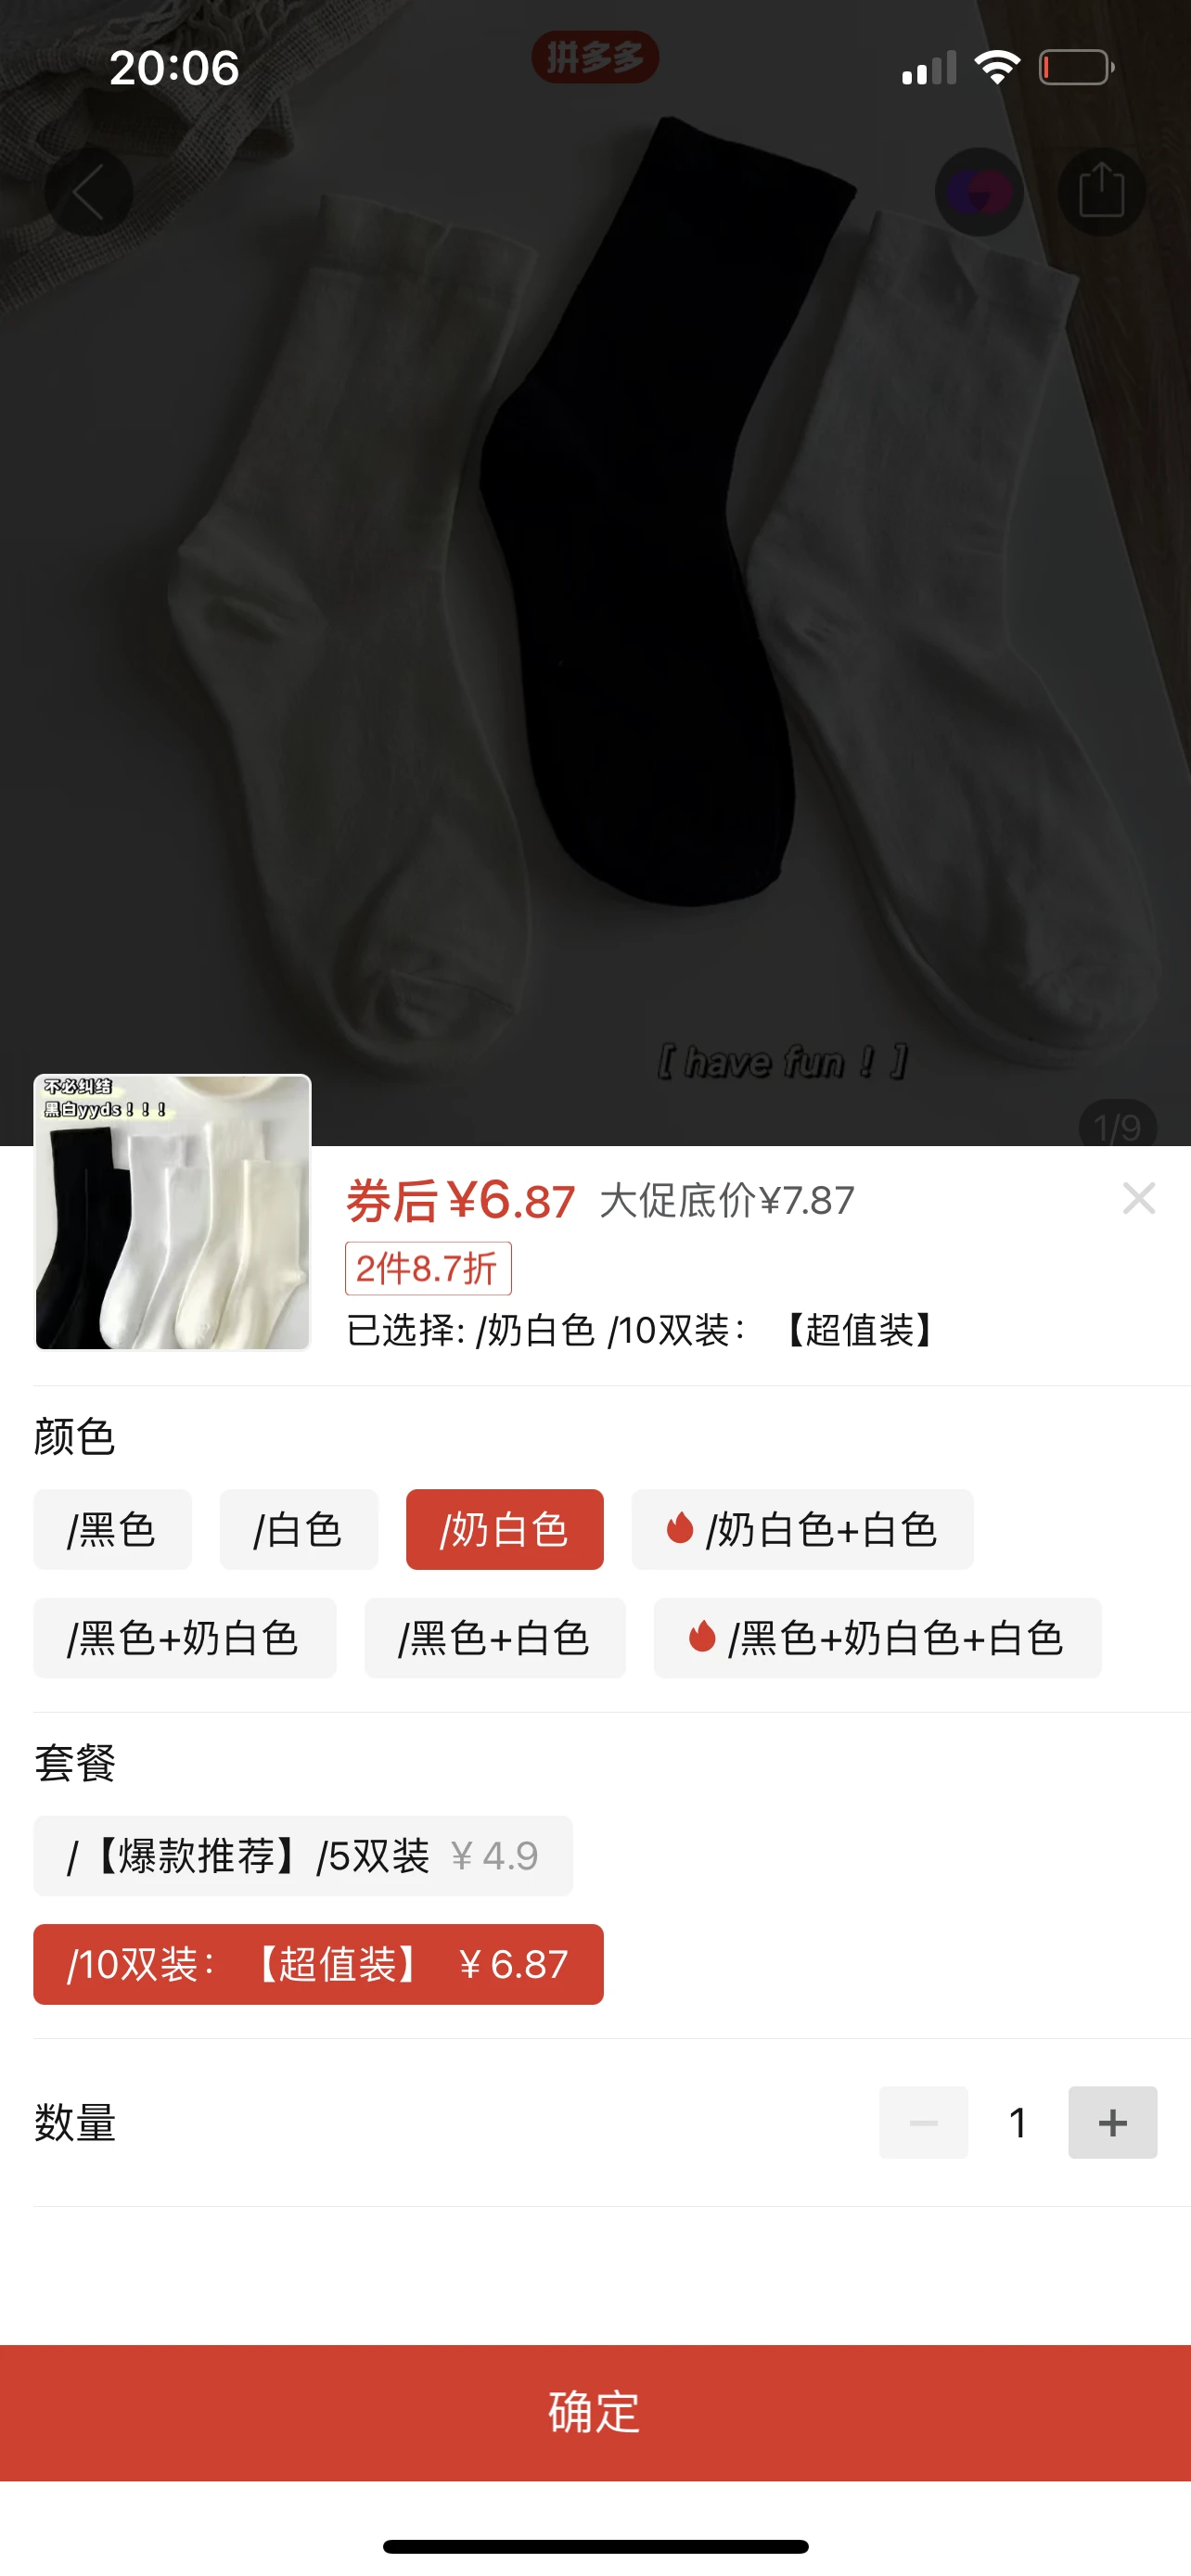 20:06
拼多多
[ have fun ! ]
1/9
不必纠结
黑白yyds！！！
券后¥6.87 大促底价¥7.87
2件8.7折
已选择: /奶白色 /10双装：【超值装】
颜色
/黑色 /白色 /奶白色 /奶白色+白色
/黑色+奶白色 /黑色+白色 /黑色+奶白色+白色
套餐
/【爆款推荐】/5双装 ¥4.9
/10双装：【超值装】 ¥6.87
数量 1
确定